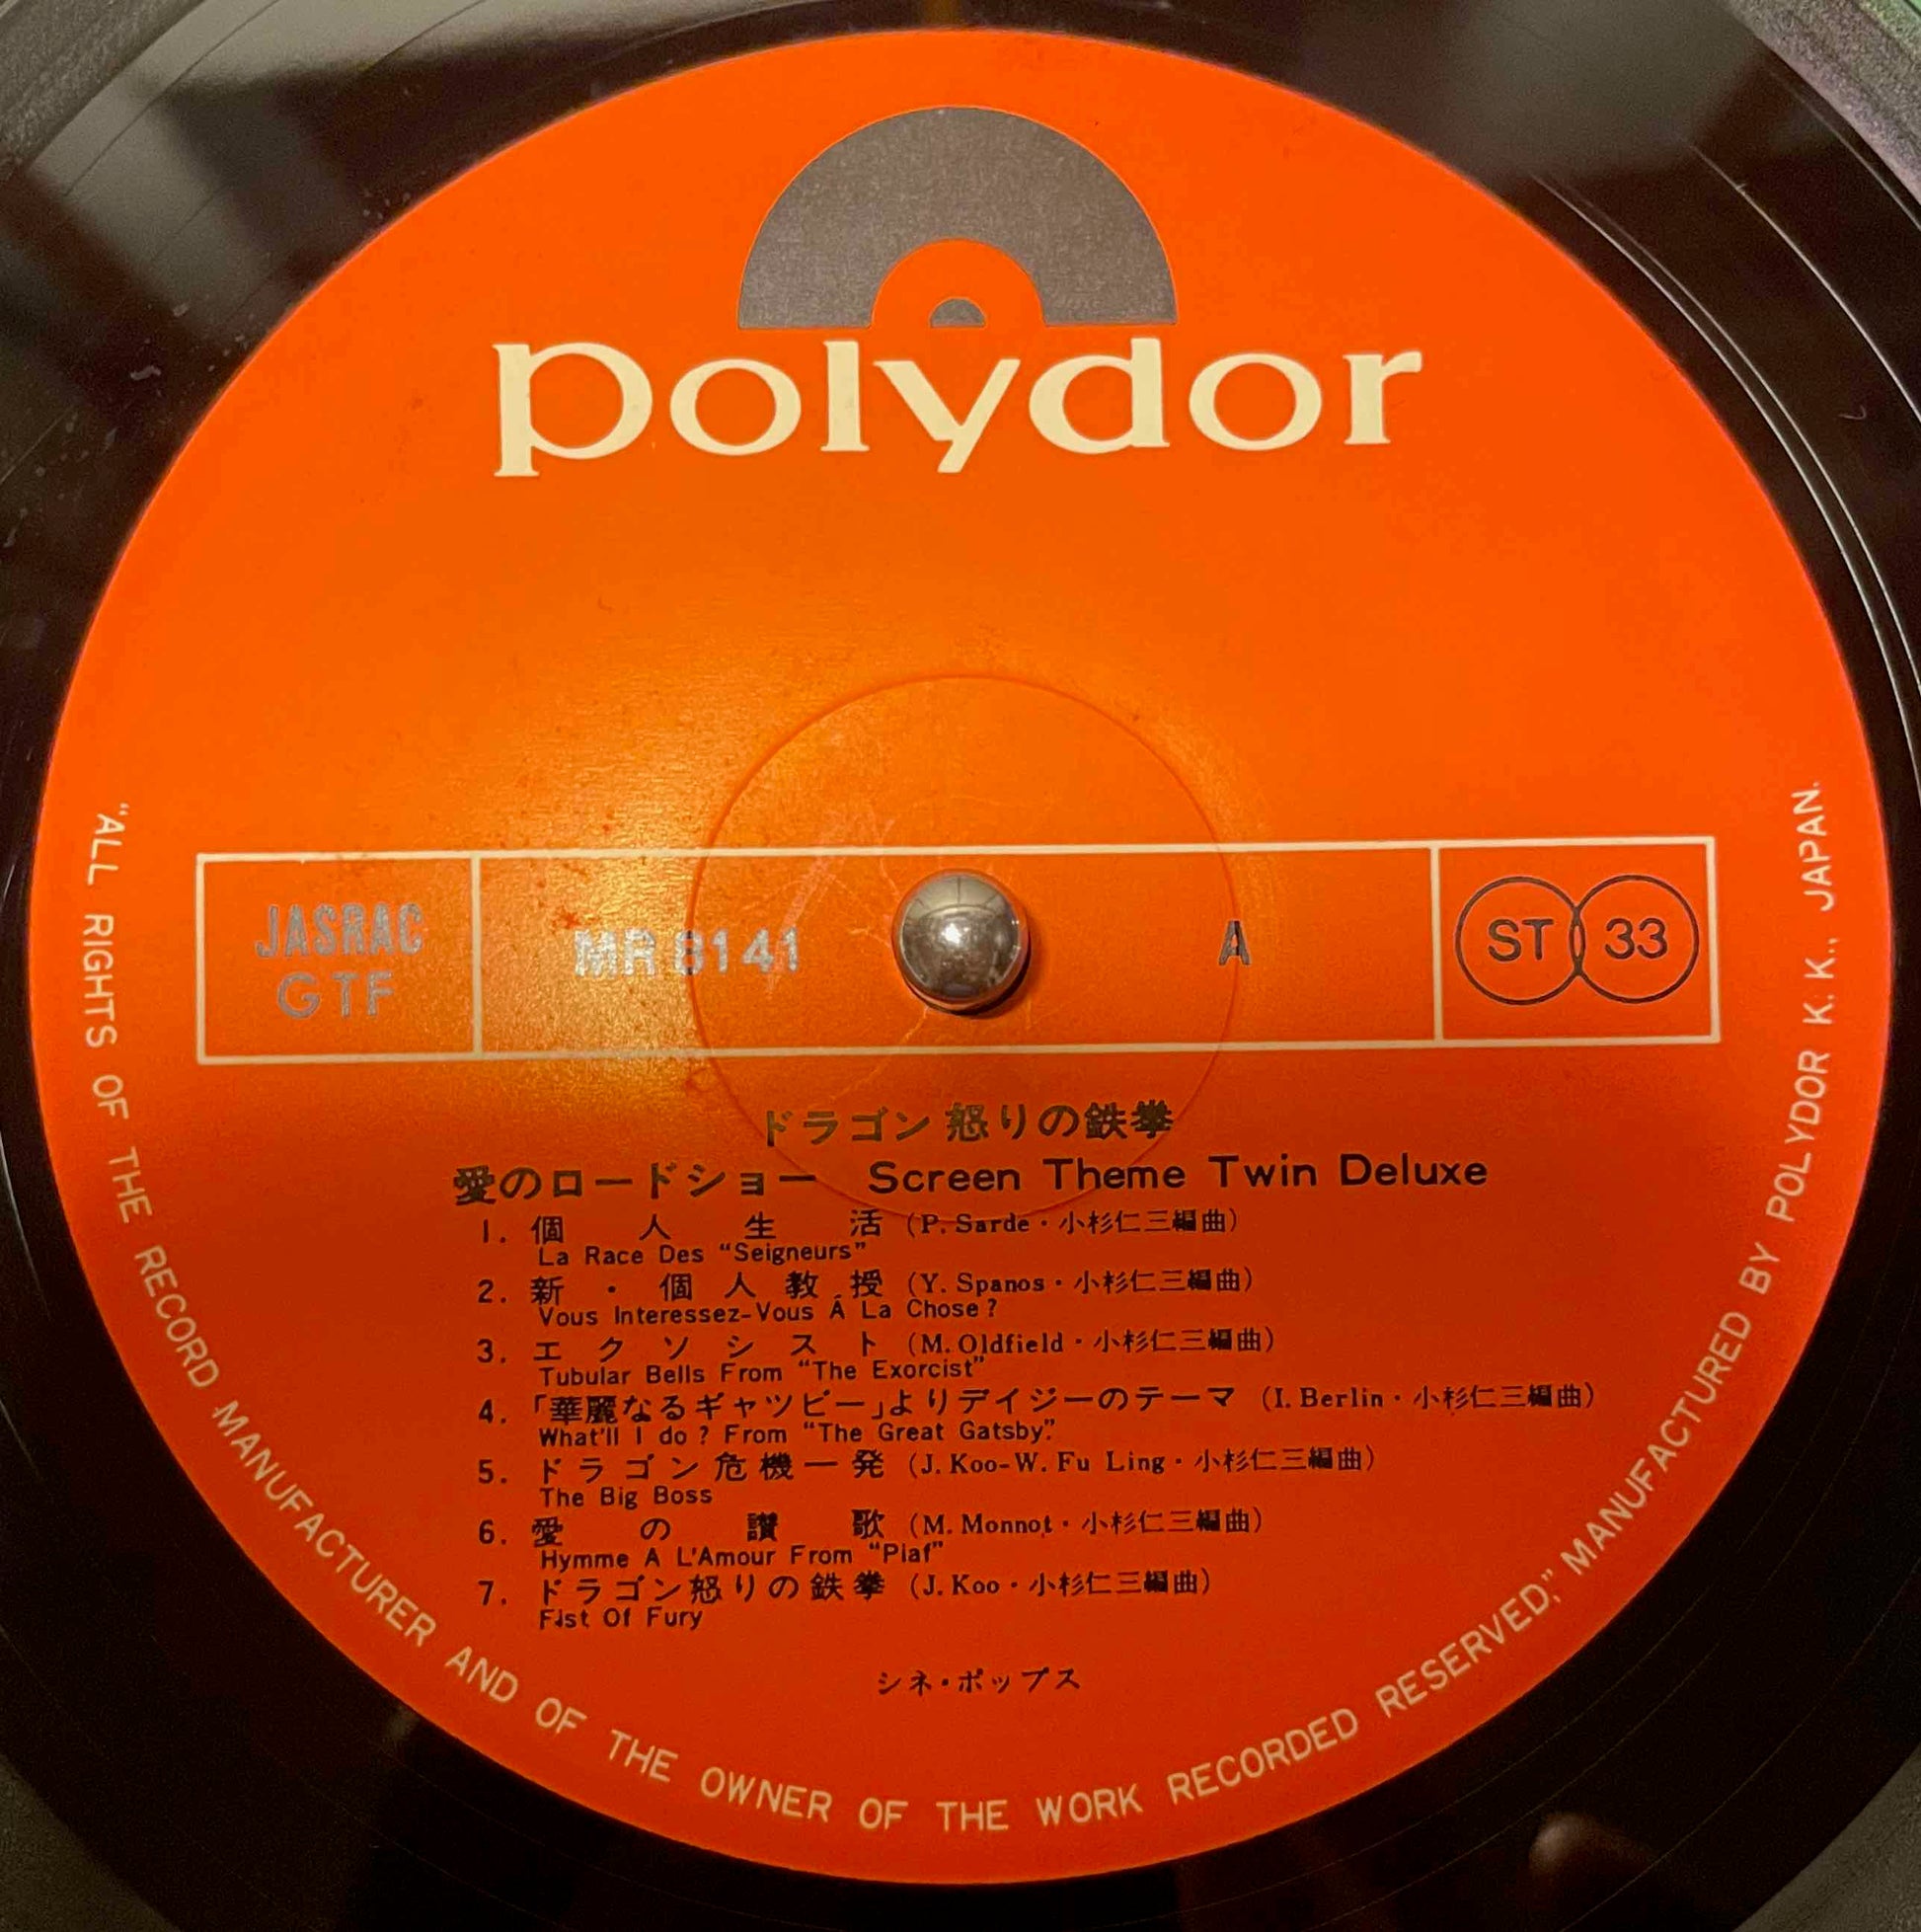 polydor
JASRAC
GTF
MR 8141
A
ST 33
ドラゴン 怒りの鉄拳
愛のロードショー Screen Theme Twin Deluxe
1. 個人生活 (P. Sarde・小杉仁三編曲)
La Race Des “Seigneurs”
2. 新・個人教授 (Y. Spanos・小杉仁三編曲)
Vous Interessez-Vous Á La Chose?
3. エクソシスト (M. Oldfield・小杉仁三編曲)
Tubular Bells From “The Exorcist”
4. 「華麗なるギャツビー」よりデイジーのテーマ (I. Berlin・小杉仁三編曲)
What'll I do? From “The Great Gatsby”.
5. ドラゴン危機一発 (J. Koo-W. Fu Ling・小杉仁三編曲)
The Big Boss
6. 愛の讃歌 (M. Monnot・小杉仁三編曲)
Hymme A L'Amour From “Piaf”
7. ドラゴン怒りの鉄拳 (J. Koo・小杉仁三編曲)
Fist Of Fury
シネ・ポップス
“ALL RIGHTS OF THE RECORD MANUFACTURER AND OF THE OWNER OF THE WORK RECORDED RESERVED,” MANUFACTURED BY POLYDOR K. K., JAPAN.